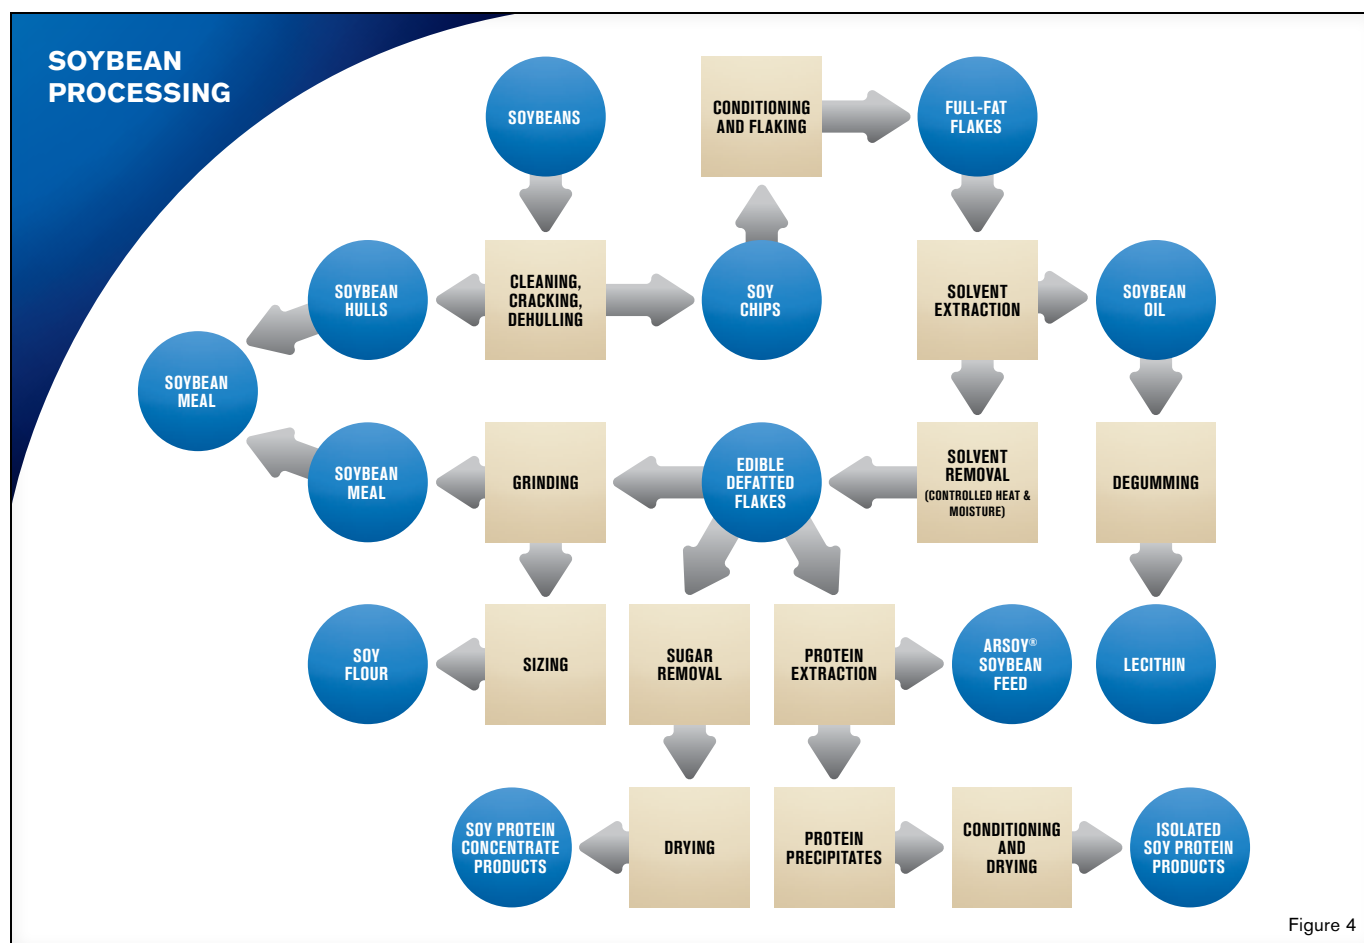 SOYBEAN
PROCESSING
SOYBEANS
CONDITIONING
AND FLAKING
FULL-FAT
FLAKES
SOYBEAN
HULLS
CLEANING,
CRACKING,
DEHULLING
SOY
CHIPS
SOLVENT
EXTRACTION
SOYBEAN
OIL
SOYBEAN
MEAL
SOYBEAN
MEAL
GRINDING
EDIBLE
DEFATTED
FLAKES
SOLVENT
REMOVAL
(CONTROLLED HEAT &
MOISTURE)
DEGUMMING
SOY
FLOUR
SIZING
SUGAR
REMOVAL
PROTEIN
EXTRACTION
ARSOY®
SOYBEAN
FEED
LECITHIN
SOY PROTEIN
CONCENTRATE
PRODUCTS
DRYING
PROTEIN
PRECIPITATES
CONDITIONING
AND
DRYING
ISOLATED
SOY PROTEIN
PRODUCTS
Figure 4